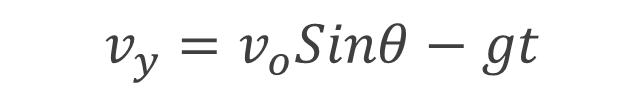 v_y = v_o Sinθ − gt